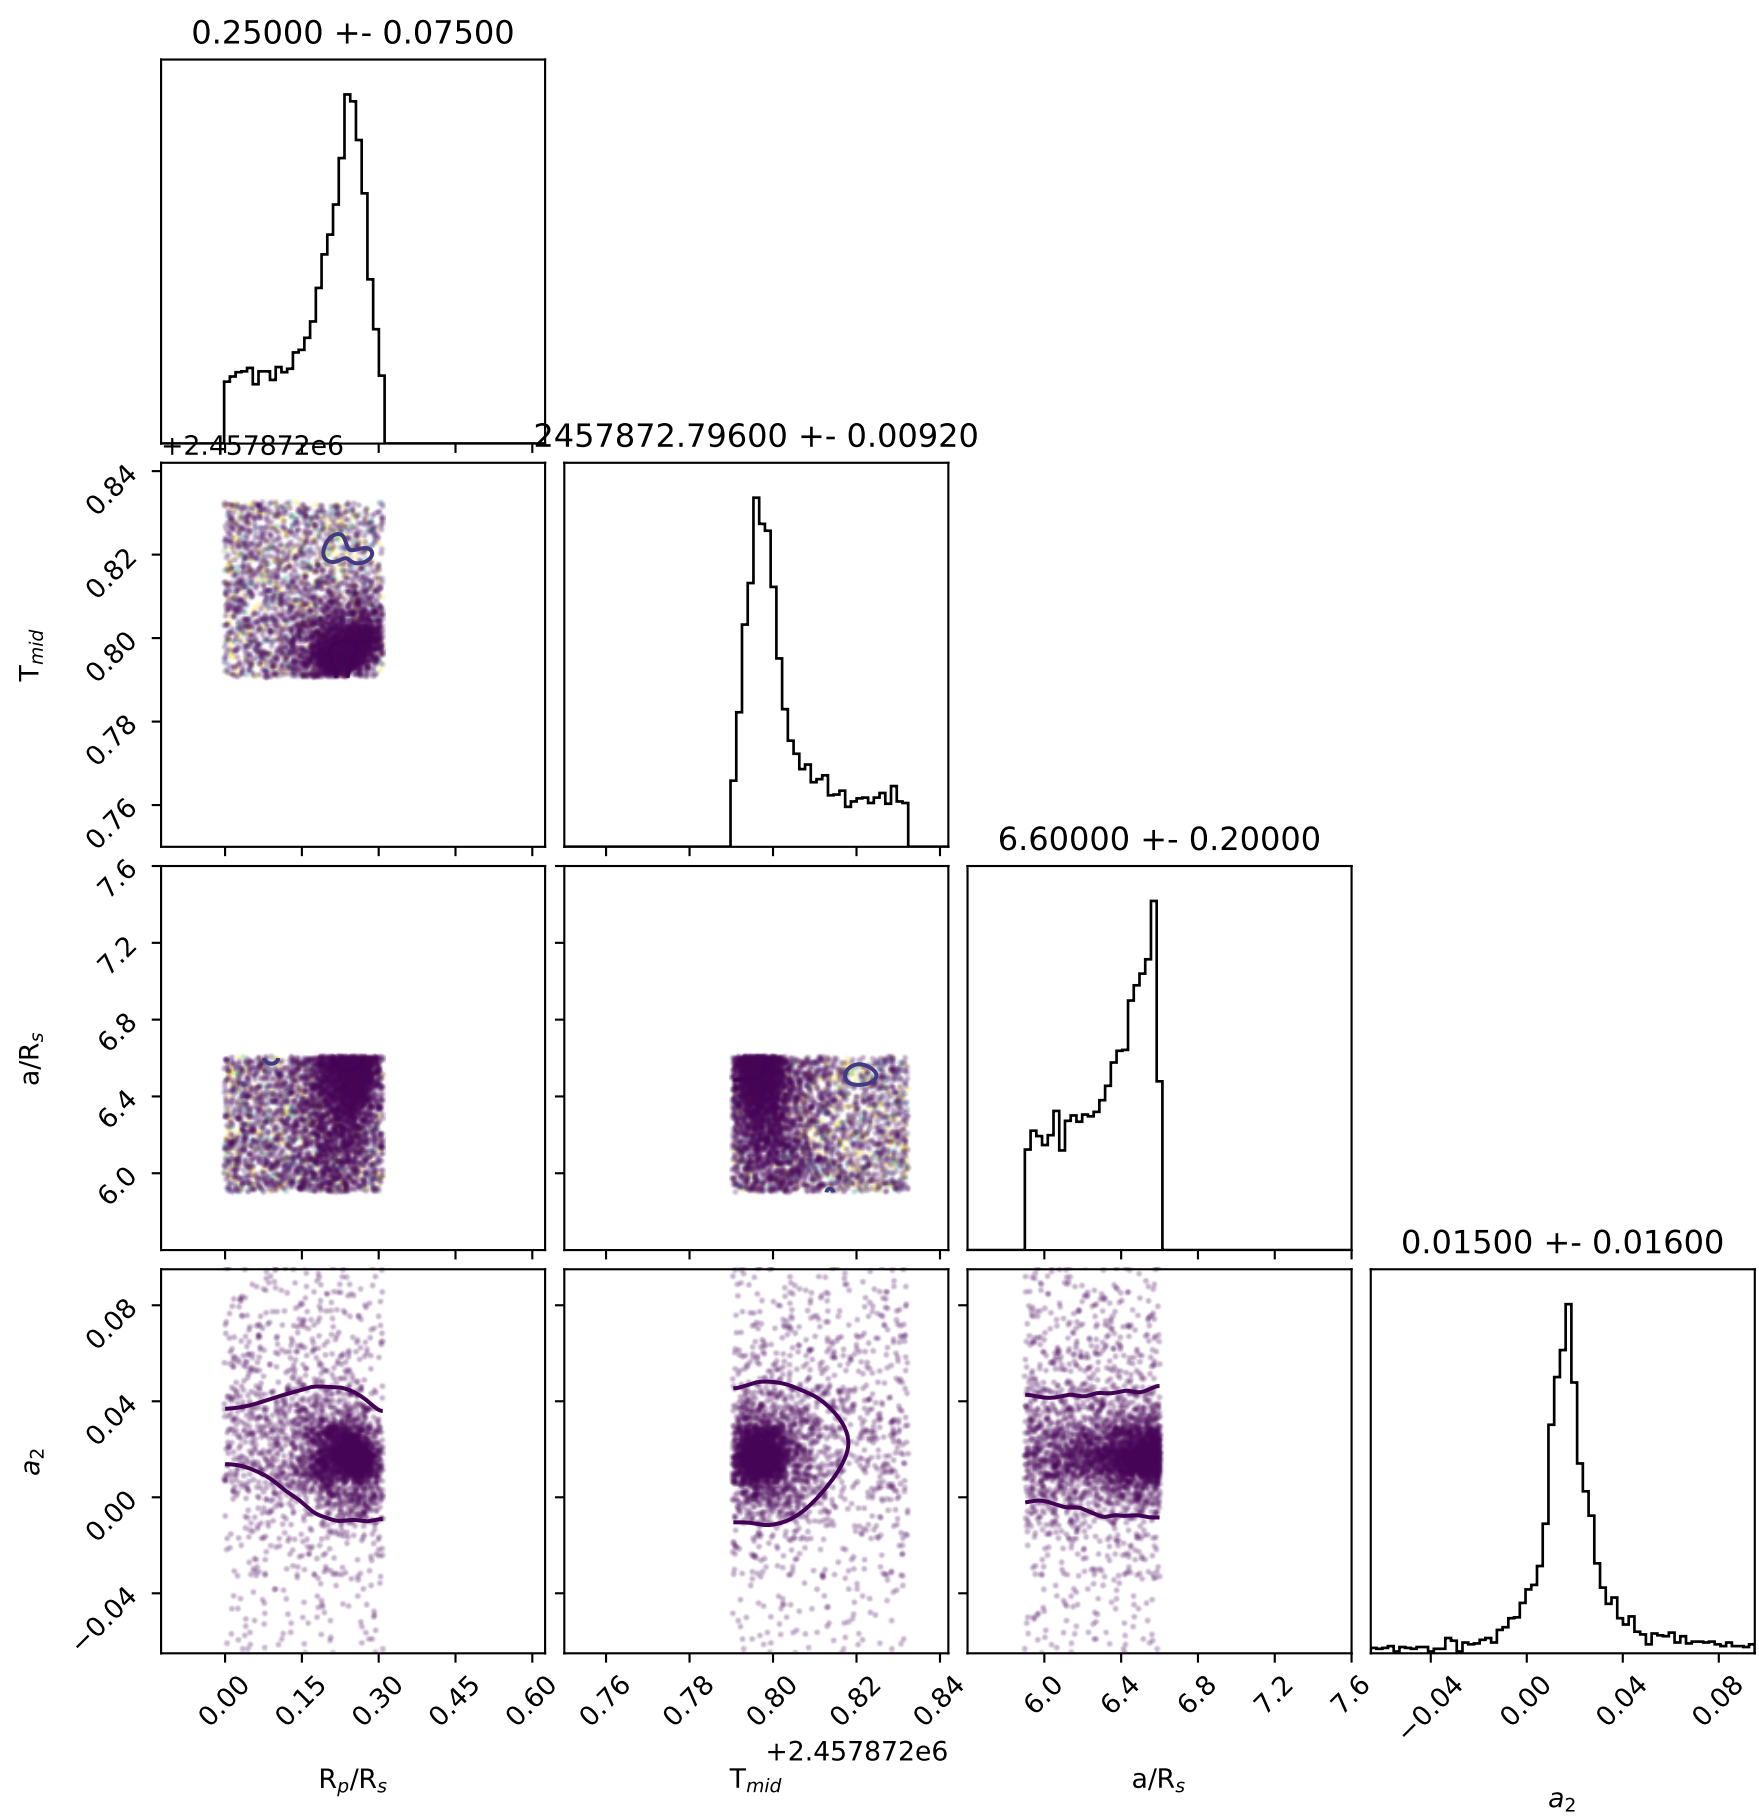 0.25000 +- 0.07500
+2.457872e6
2457872.79600 +- 0.00920
0.84
0.82
0.80
0.78
0.76
T_mid
6.60000 +- 0.20000
7.6
7.2
6.8
6.4
6.0
a/R_s
0.01500 +- 0.01600
0.08
0.04
0.00
−0.04
a_2
0.00 0.15 0.30 0.45 0.60
0.76 0.78 0.80 0.82 0.84
6.0 6.4 6.8 7.2 7.6
−0.04 0.00 0.04 0.08
+2.457872e6
R_p/R_s
T_mid
a/R_s
a_2